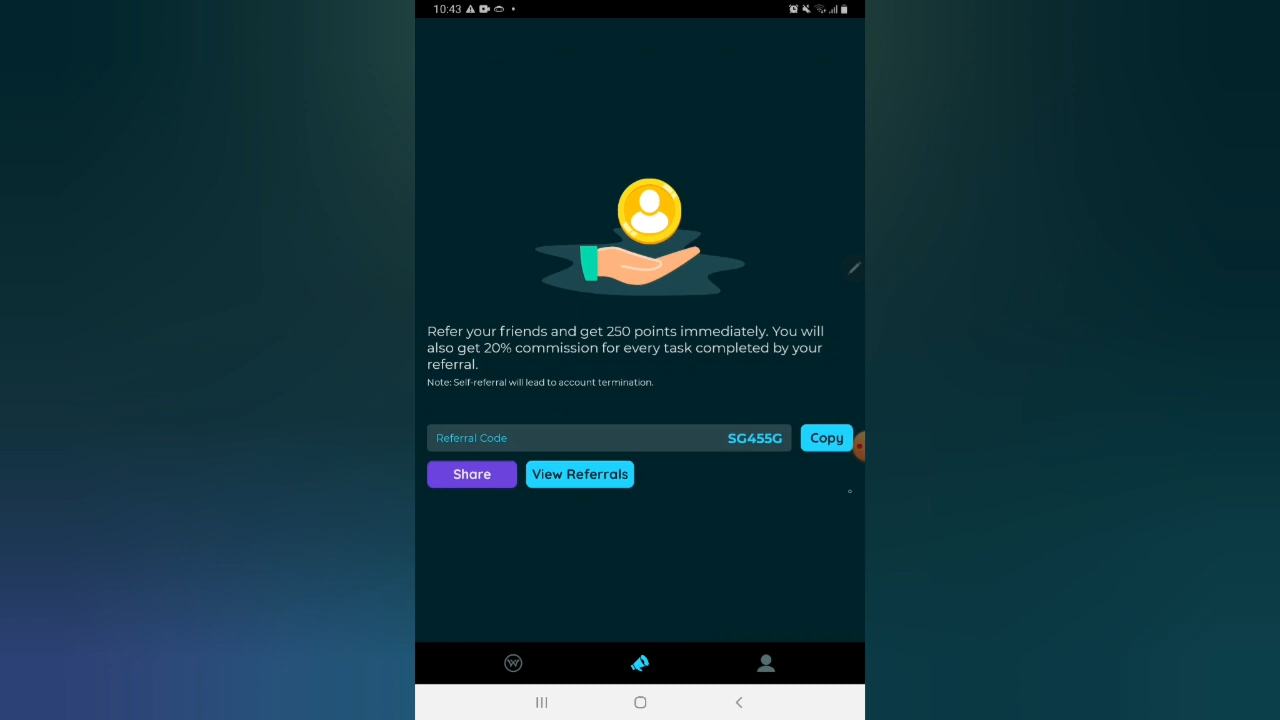 10:43
Refer your friends and get 250 points immediately. You will
also get 20% commission for every task completed by your
referral.
Note: Self-referral will lead to account termination.
Referral Code SG455G Copy
Share View Referrals